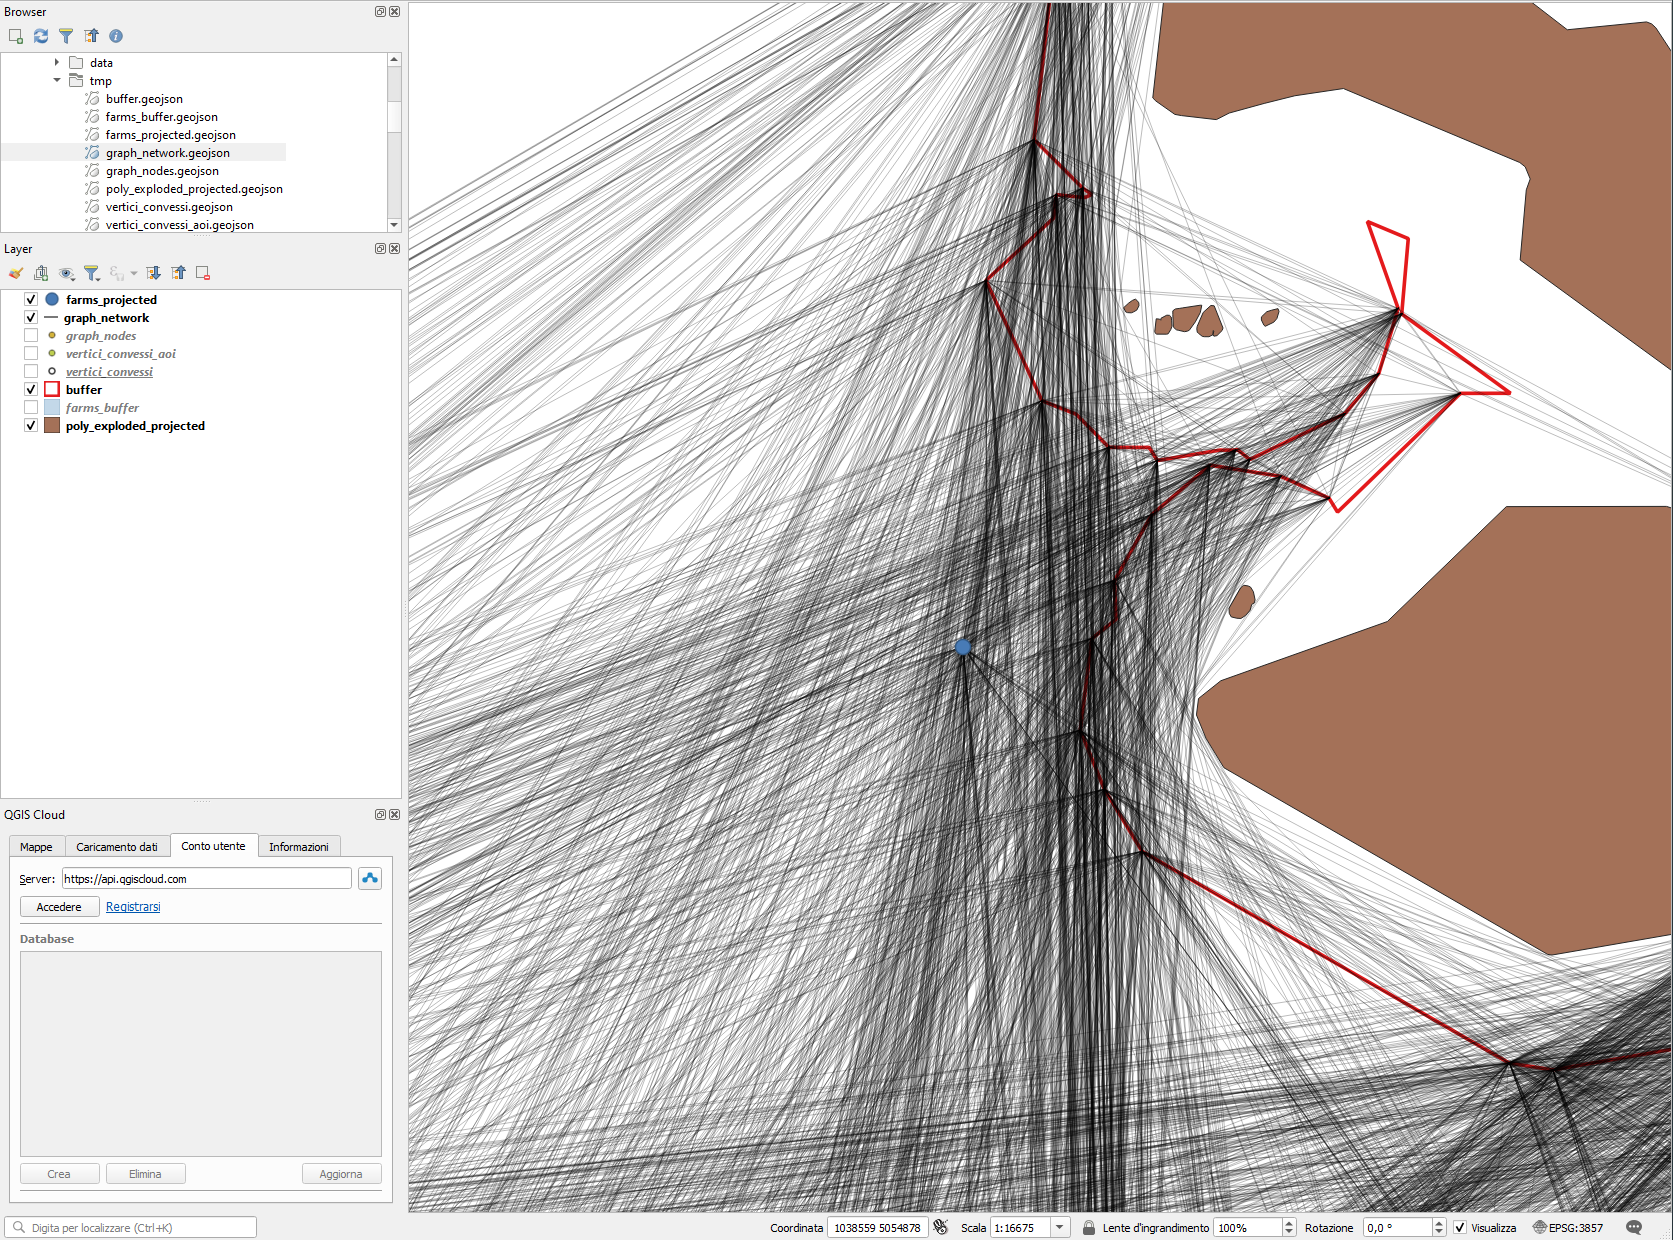 Browser
data
tmp
buffer.geojson
farms_buffer.geojson
farms_projected.geojson
graph_network.geojson
graph_nodes.geojson
poly_exploded_projected.geojson
vertici_convessi.geojson
vertici_convessi_aoi.geojson
Layer
farms_projected
graph_network
graph_nodes
vertici_convessi_aoi
vertici_convessi
buffer
farms_buffer
poly_exploded_projected
QGIS Cloud
Mappe Caricamento dati Conto utente Informazioni
Server: https://api.qgiscloud.com
Accedere Registrarsi
Database
Crea Elimina Aggiorna
Digita per localizzare (Ctrl+K) Coordinata 1038559 5054878 Scala 1:16675 Lente d'ingrandimento 100% Rotazione 0,0 ° Visualizza EPSG:3857